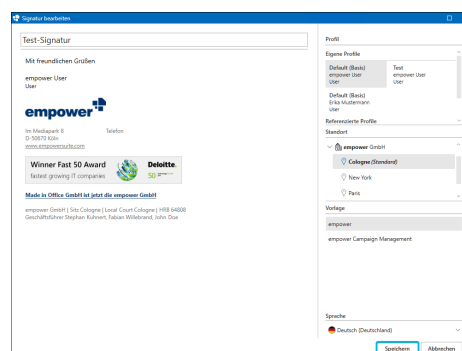 Signatur bearbeiten
Test-Signatur
Mit freundlichen Grüßen
empower User
User
empower
Im Mediapark 8 Telefon
D-50670 Köln
www.empowersuite.com
Winner Fast 50 Award
fastest growing IT companies
Deloitte.
50
Made in Office GmbH ist jetzt die empower GmbH
empower GmbH | Sitz Cologne | Local Court Cologne | HRB 64808
Geschäftsführer Stephan Kuhnert, Fabian Willebrand, John Doe
Profil
Eigene Profile
Default (Basis)
empower User
User
Test
empower User
User
Default (Basis)
Erika Mustermann
User
Referenzierte Profile
Standort
empower GmbH
Cologne (Standard)
New York
Paris
Vorlage
empower
empower Campaign Management
Sprache
Deutsch (Deutschland)
Speichern Abbrechen